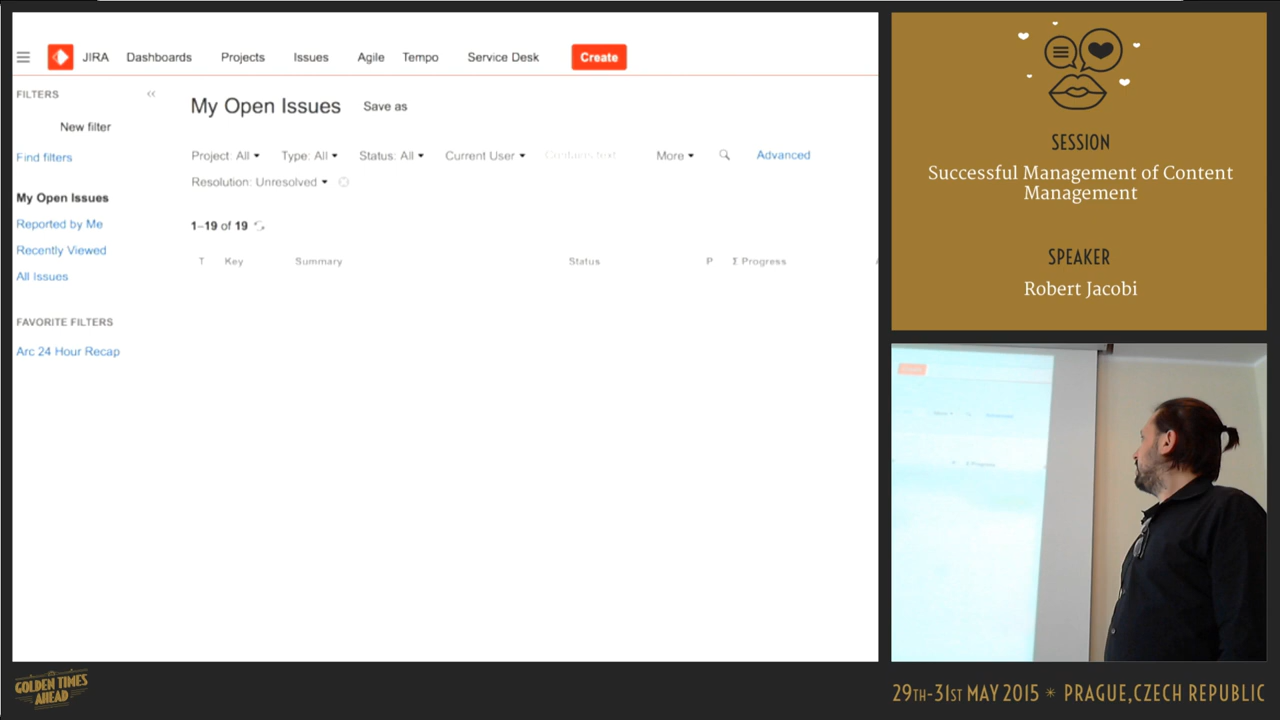 JIRA Dashboards Projects Issues Agile Tempo Service Desk Create
FILTERS
New filter
Find filters
My Open Issues
Reported by Me
Recently Viewed
All Issues
FAVORITE FILTERS
Arc 24 Hour Recap
My Open Issues Save as
Project: All Type: All Status: All Current User Contains text More Advanced
Resolution: Unresolved
1–19 of 19
T Key Summary Status P Σ Progress
SESSION
Successful Management of Content
Management
SPEAKER
Robert Jacobi
GOLDEN TIMES
AHEAD
29TH-31ST MAY 2015 * PRAGUE,CZECH REPUBLIC